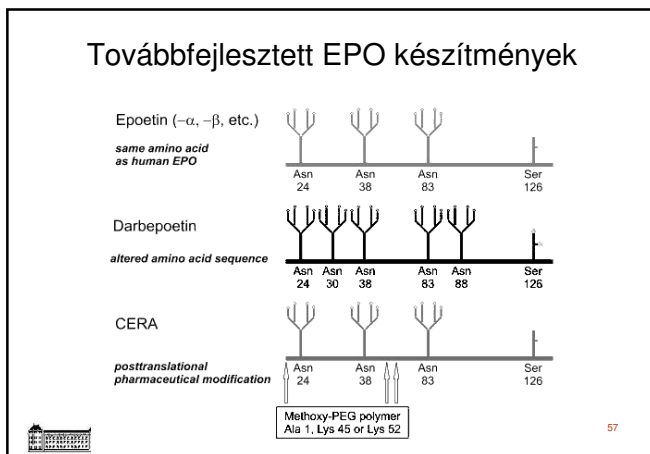 Továbbfejlesztett EPO készítmények
Epoetin (−α, −β, etc.)
same amino acid
as human EPO
Asn Asn Asn Ser
24 38 83 126
Darbepoetin
altered amino acid sequence
Asn Asn Asn Asn Asn Ser
24 30 38 83 88 126
CERA
posttranslational
pharmaceutical modification
Asn Asn Asn Ser
24 38 83 126
Methoxy-PEG polymer
Ala 1, Lys 45 or Lys 52
57